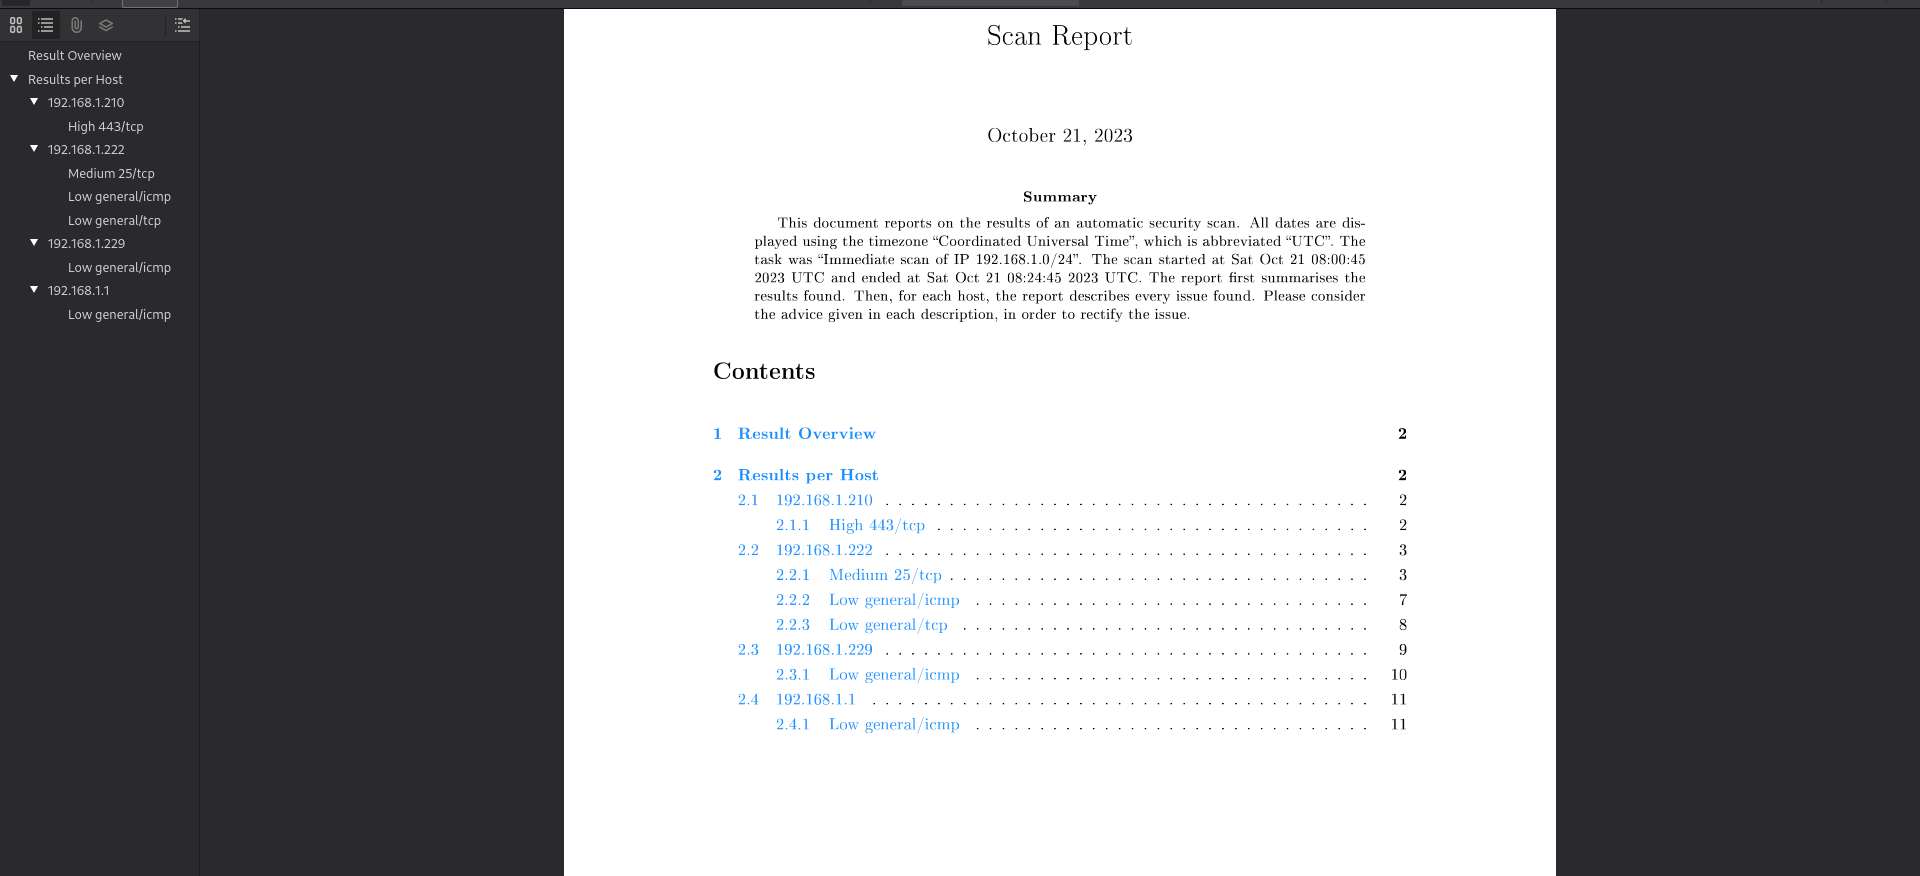 Result Overview
Results per Host
192.168.1.210
High 443/tcp
192.168.1.222
Medium 25/tcp
Low general/icmp
Low general/tcp
192.168.1.229
Low general/icmp
192.168.1.1
Low general/icmp
Scan Report
October 21, 2023
Summary
This document reports on the results of an automatic security scan. All dates are dis-
played using the timezone “Coordinated Universal Time”, which is abbreviated “UTC”. The
task was “Immediate scan of IP 192.168.1.0/24”. The scan started at Sat Oct 21 08:00:45
2023 UTC and ended at Sat Oct 21 08:24:45 2023 UTC. The report first summarises the
results found. Then, for each host, the report describes every issue found. Please consider
the advice given in each description, in order to rectify the issue.
Contents
1 Result Overview 2
2 Results per Host 2
2.1 192.168.1.210 . . . . . . . . . . . . . . . . . . . . . . . . . . . . . . . . . . . . . . 2
2.1.1 High 443/tcp . . . . . . . . . . . . . . . . . . . . . . . . . . . . . . . . . . 2
2.2 192.168.1.222 . . . . . . . . . . . . . . . . . . . . . . . . . . . . . . . . . . . . . . 3
2.2.1 Medium 25/tcp . . . . . . . . . . . . . . . . . . . . . . . . . . . . . . . . . 3
2.2.2 Low general/icmp . . . . . . . . . . . . . . . . . . . . . . . . . . . . . . . 7
2.2.3 Low general/tcp . . . . . . . . . . . . . . . . . . . . . . . . . . . . . . . . 8
2.3 192.168.1.229 . . . . . . . . . . . . . . . . . . . . . . . . . . . . . . . . . . . . . . 9
2.3.1 Low general/icmp . . . . . . . . . . . . . . . . . . . . . . . . . . . . . . . 10
2.4 192.168.1.1 . . . . . . . . . . . . . . . . . . . . . . . . . . . . . . . . . . . . . . . 11
2.4.1 Low general/icmp . . . . . . . . . . . . . . . . . . . . . . . . . . . . . . . 11